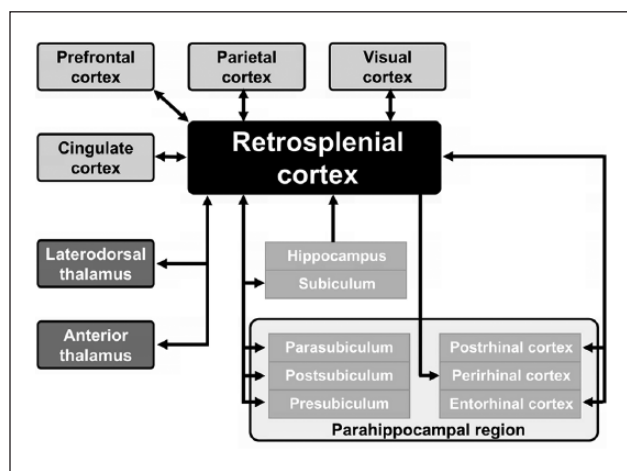 Prefrontal
cortex
Parietal
cortex
Visual
cortex
Retrosplenial
cortex
Cingulate
cortex
Laterodorsal
thalamus
Anterior
thalamus
Hippocampus
Subiculum
Parasubiculum
Postsubiculum
Presubiculum
Postrhinal cortex
Perirhinal cortex
Entorhinal cortex
Parahippocampal region